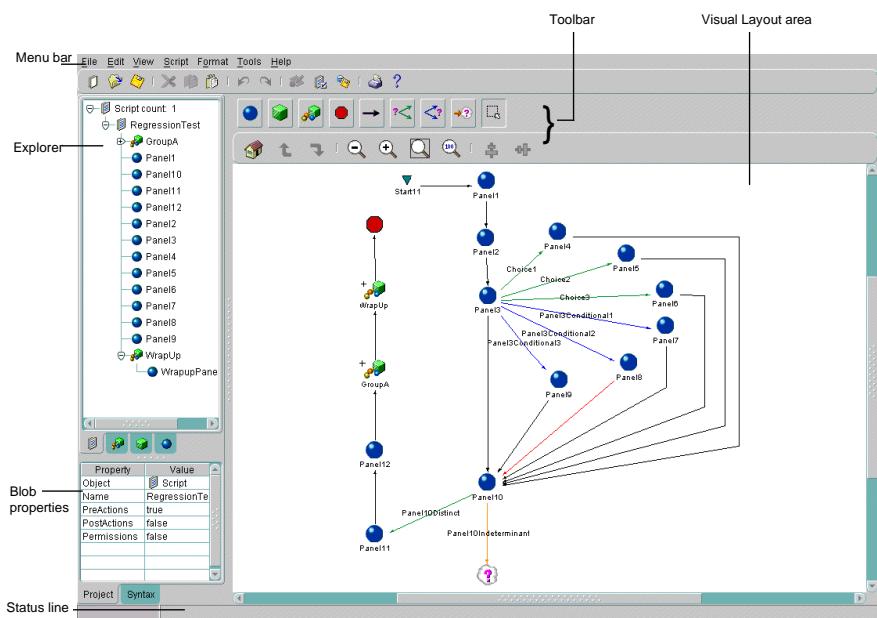 Toolbar
Visual Layout area
Menu bar
File Edit View Script Format Tools Help
Explorer
Script count: 1
RegressionTest
GroupA
Panel1
Panel10
Panel11
Panel12
Panel2
Panel3
Panel4
Panel5
Panel6
Panel7
Panel8
Panel9
WrapUp
WrapupPane
Blob
properties
Property Value
Object Script
Name RegressionTe
PreActions true
PostActions false
Permissions false
Project Syntax
Status line
100
Start11
Panel1
Panel2
Panel4
Panel5
Choice1
Choice2
Choice3
Panel6
Panel3
Panel3Conditional1
Panel3Conditional2
Panel3Conditional3
Panel7
Panel8
Panel9
WrapUp
GroupA
Panel12
Panel10
Panel10Distinct
Panel10Indeterminant
Panel11